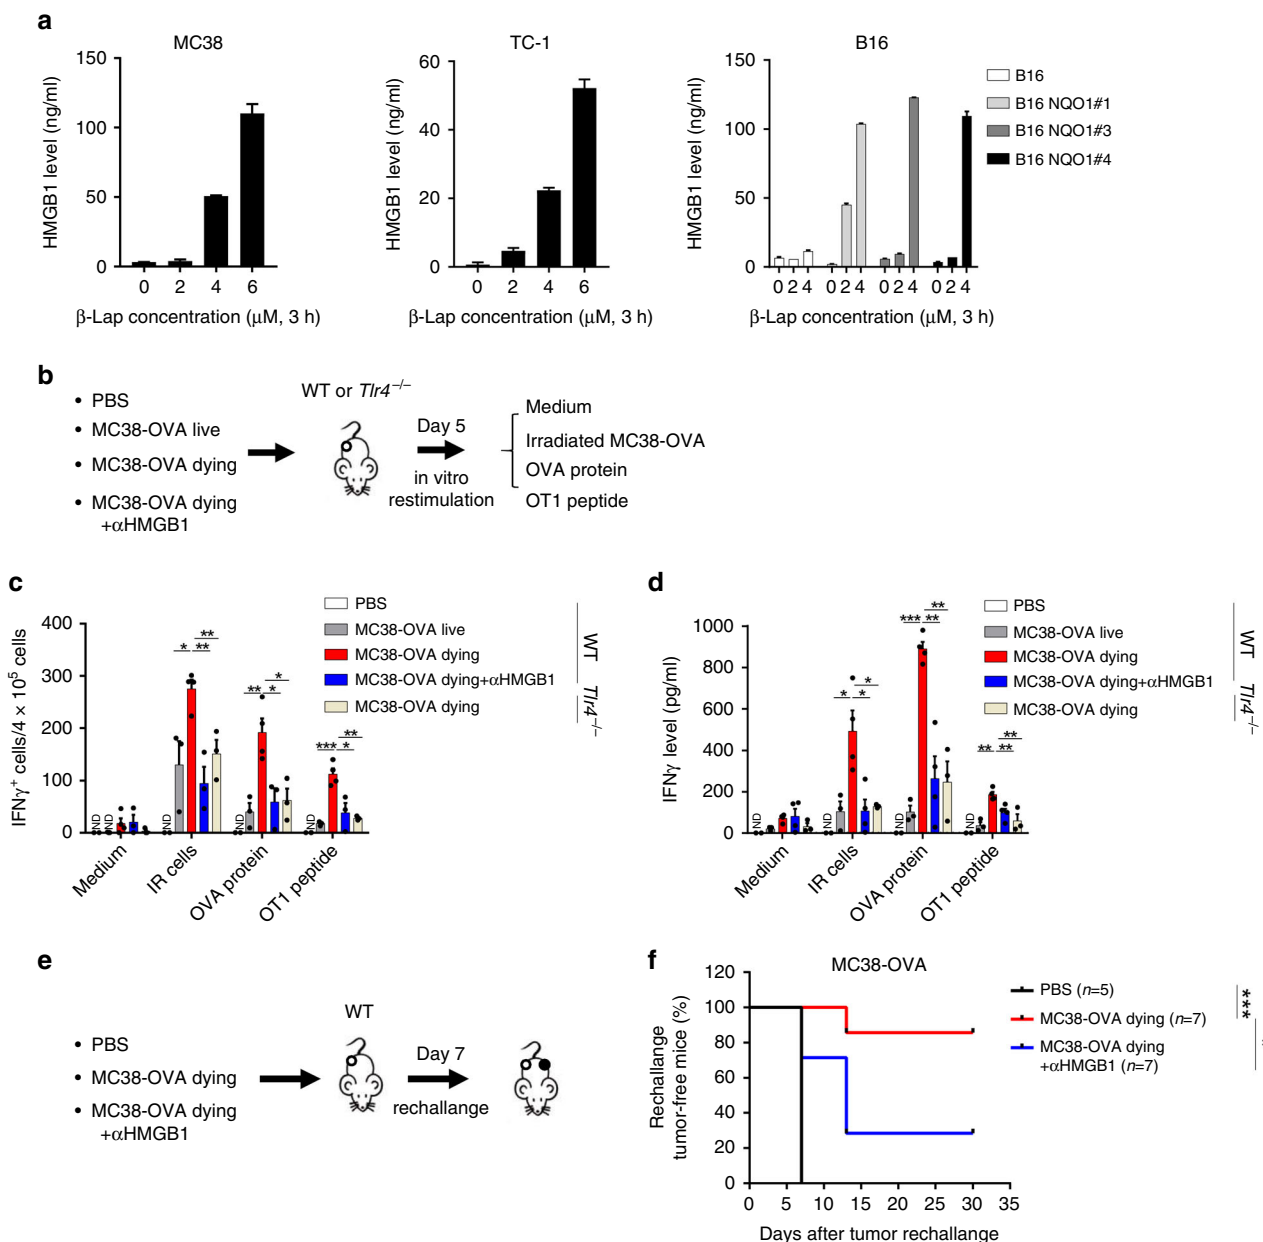 a
MC38
HMGB1 level (ng/ml)
150
100
50
0
0 2 4 6
β-Lap concentration (μM, 3 h)
TC-1
HMGB1 level (ng/ml)
60
40
20
0
0 2 4 6
β-Lap concentration (μM, 3 h)
B16
HMGB1 level (ng/ml)
150
100
50
0
0 2 4 0 2 4 0 2 4 0 2 4
β-Lap concentration (μM, 3 h)
B16
B16 NQO1#1
B16 NQO1#3
B16 NQO1#4
b
• PBS
• MC38-OVA live
• MC38-OVA dying
• MC38-OVA dying
+αHMGB1
WT or Tlr4–/–
Day 5
in vitro
restimulation
Medium
Irradiated MC38-OVA
OVA protein
OT1 peptide
c
IFNγ+ cells/4 × 10⁵ cells
400
300
200
100
0
ND ND ND ND ND
* ** **
** * *
*** * **
Medium
IR cells
OVA protein
OT1 peptide
PBS
MC38-OVA live
MC38-OVA dying
MC38-OVA dying+αHMGB1
MC38-OVA dying
WT
Tlr4–/–
d
IFNγ level (pg/ml)
1000
800
600
400
200
0
ND ND ND ND
* * *
*** ** **
** ** **
Medium
IR cells
OVA protein
OT1 peptide
PBS
MC38-OVA live
MC38-OVA dying
MC38-OVA dying+αHMGB1
MC38-OVA dying
WT
Tlr4–/–
e
• PBS
• MC38-OVA dying
• MC38-OVA dying
+αHMGB1
WT
Day 7
rechallange
f
MC38-OVA
Rechallange
tumor-free mice (%)
120
100
80
60
40
20
0
0 5 10 15 20 25 30 35
Days after tumor rechallange
PBS (n=5)
MC38-OVA dying (n=7)
MC38-OVA dying
+αHMGB1 (n=7)
***